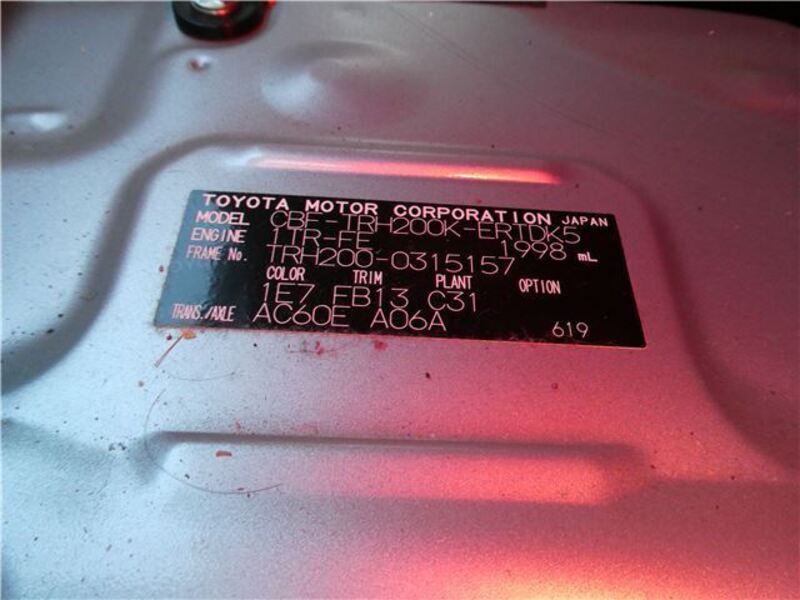 TOYOTA MOTOR CORPORATION JAPAN
MODEL CBF-TRH200K-ERTDK5
ENGINE 1TR-FE 1998 mL
FRAME No. TRH200-0315157
COLOR TRIM PLANT OPTION
1E7 FB13 C31
TRANS./AXLE AC60E A06A 619